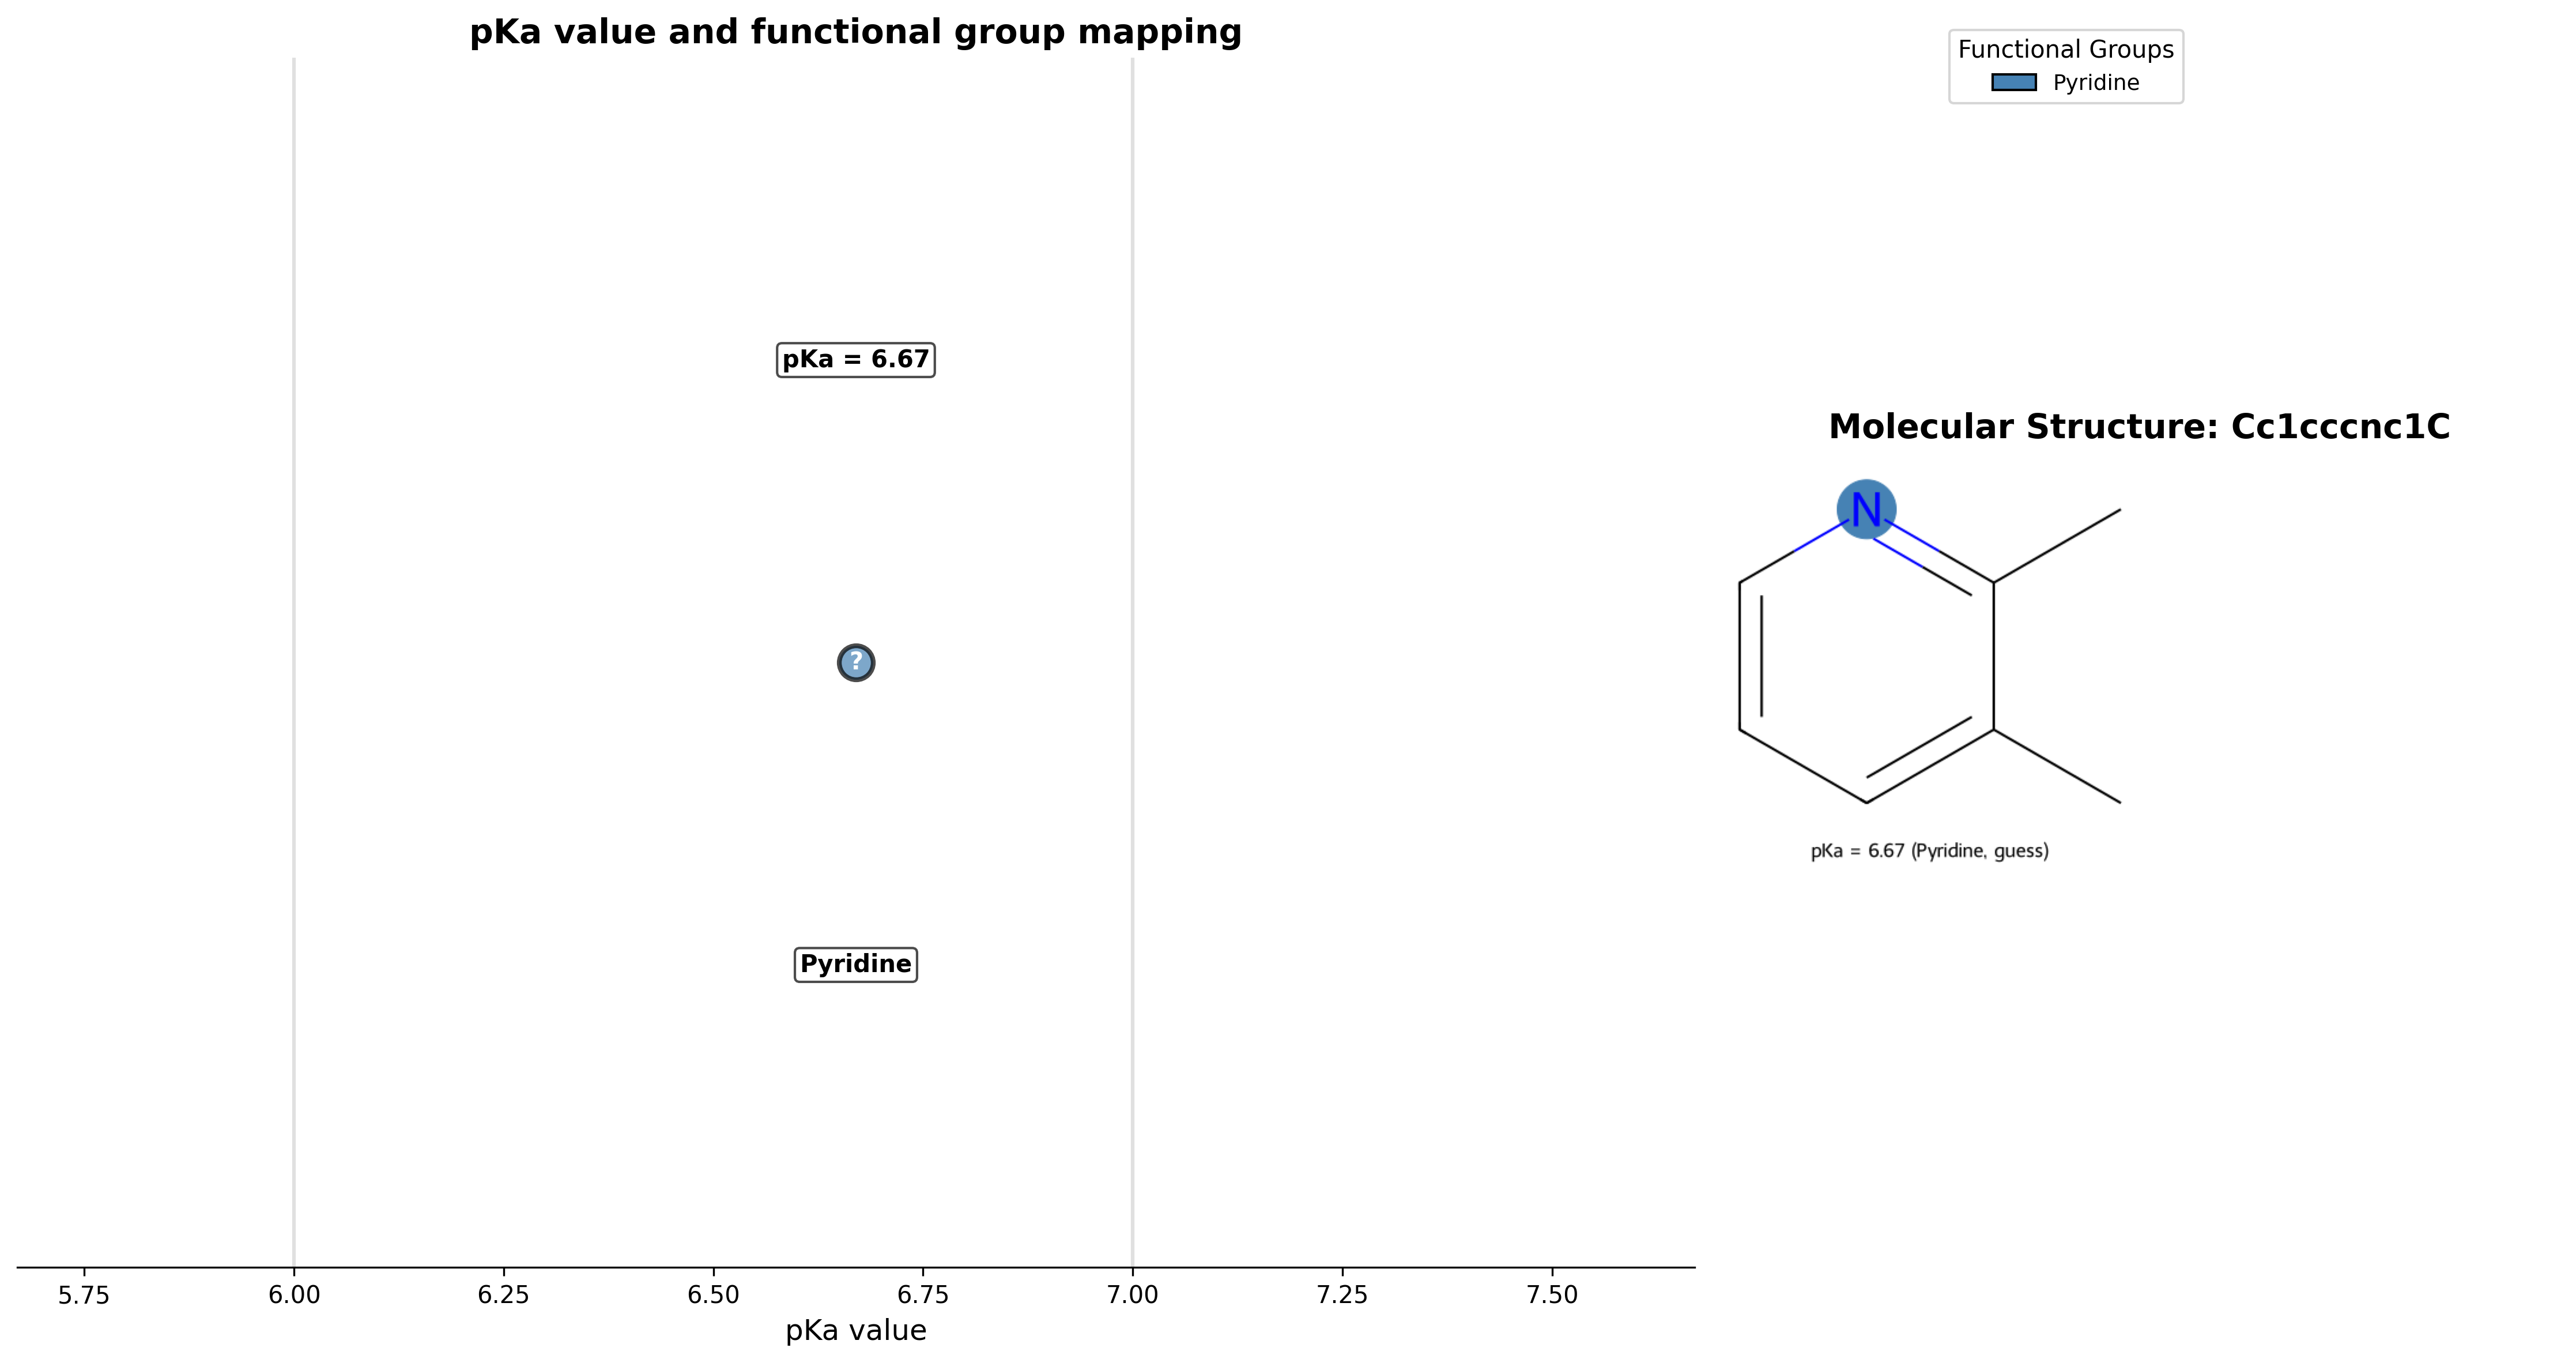 pKa value and functional group mapping
Functional Groups
Pyridine
pKa = 6.67
Molecular Structure: Cc1cccnc1C
N
?
pKa = 6.67 (Pyridine, guess)
Pyridine
5.75 6.00 6.25 6.50 6.75 7.00 7.25 7.50
pKa value